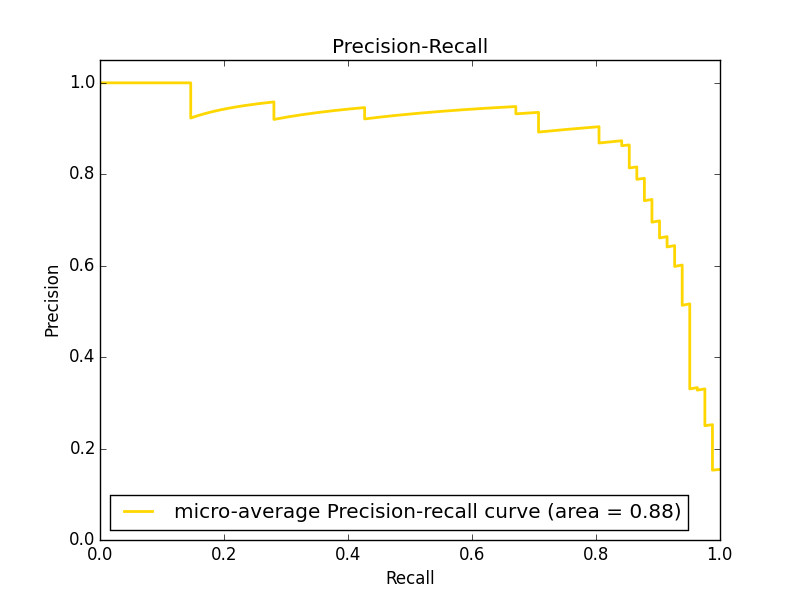 Precision-Recall
1.0
0.8
0.6
0.4
0.2
0.0
Precision
micro-average Precision-recall curve (area = 0.88)
0.0 0.2 0.4 0.6 0.8 1.0
Recall